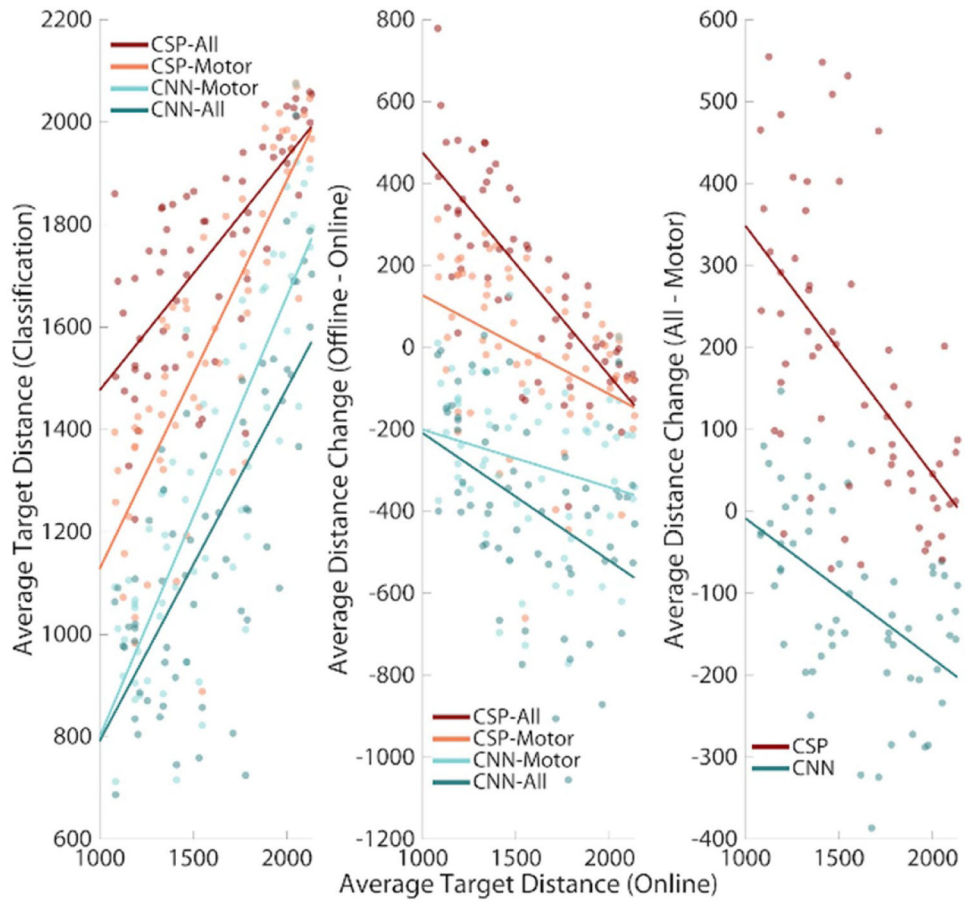 Average Target Distance (Classification)
2200
2000
1800
1600
1400
1200
1000
800
600
CSP-All
CSP-Motor
CNN-Motor
CNN-All
1000
1500
2000
Average Distance Change (Offline - Online)
800
600
400
200
0
-200
-400
-600
-800
-1000
-1200
CSP-All
CSP-Motor
CNN-Motor
CNN-All
1000
1500
2000
Average Distance Change (All - Motor)
600
500
400
300
200
100
0
-100
-200
-300
-400
CSP
CNN
1000
1500
2000
Average Target Distance (Online)